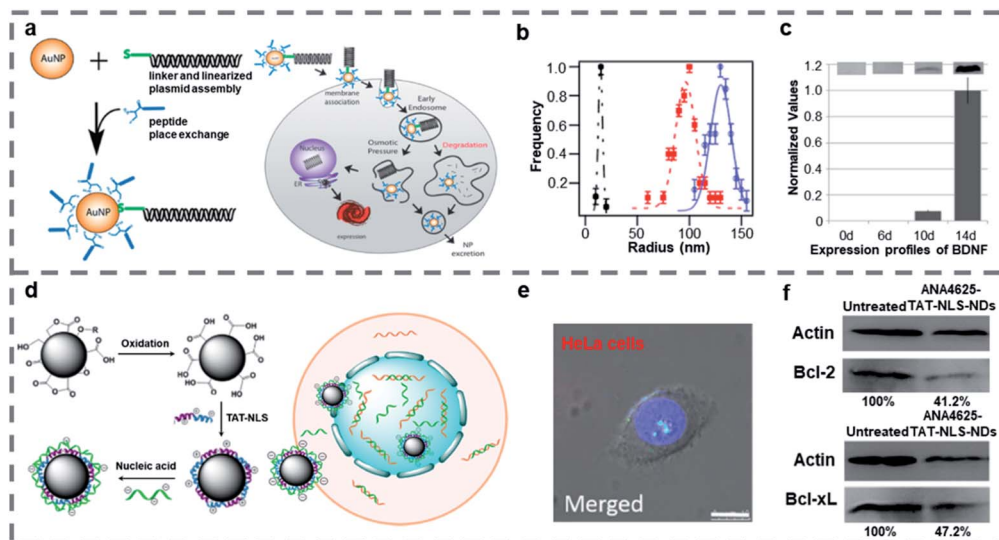 a
AuNP
+
S
linker and linearized
plasmid assembly
peptide
place exchange
AuNP
S
membrane
association
Early
Endosome
Osmotic
Pressure
Degradation
Nucleus
ER
expression
NP
excretion
b
Frequency
1.0
0.8
0.6
0.4
0.2
0 50 100 150
Radius (nm)
c
Normalized Values
1.2
1.0
0.8
0.6
0.4
0.2
0
0d 6d 10d 14d
Expression profiles of BDNF
d
O-R
HO
OH
Oxidation
TAT-NLS
Nucleic acid
e
HeLa cells
Merged
f
ANA4625-
Untreated TAT-NLS-NDs
Actin
Bcl-2
100% 41.2%
ANA4625-
Untreated TAT-NLS-NDs
Actin
Bcl-xL
100% 47.2%